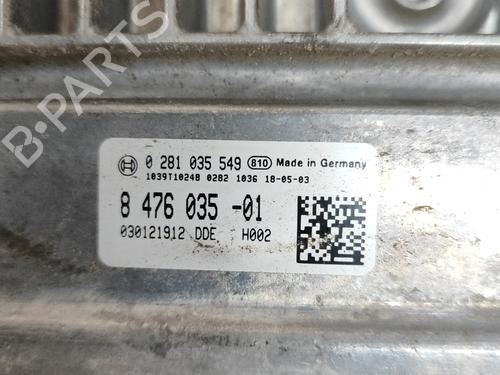 0 281 035 549 810 Made in Germany
1039T10248 0282 1036 18-05-03
8 476 035 -01
030121912 DDE H002